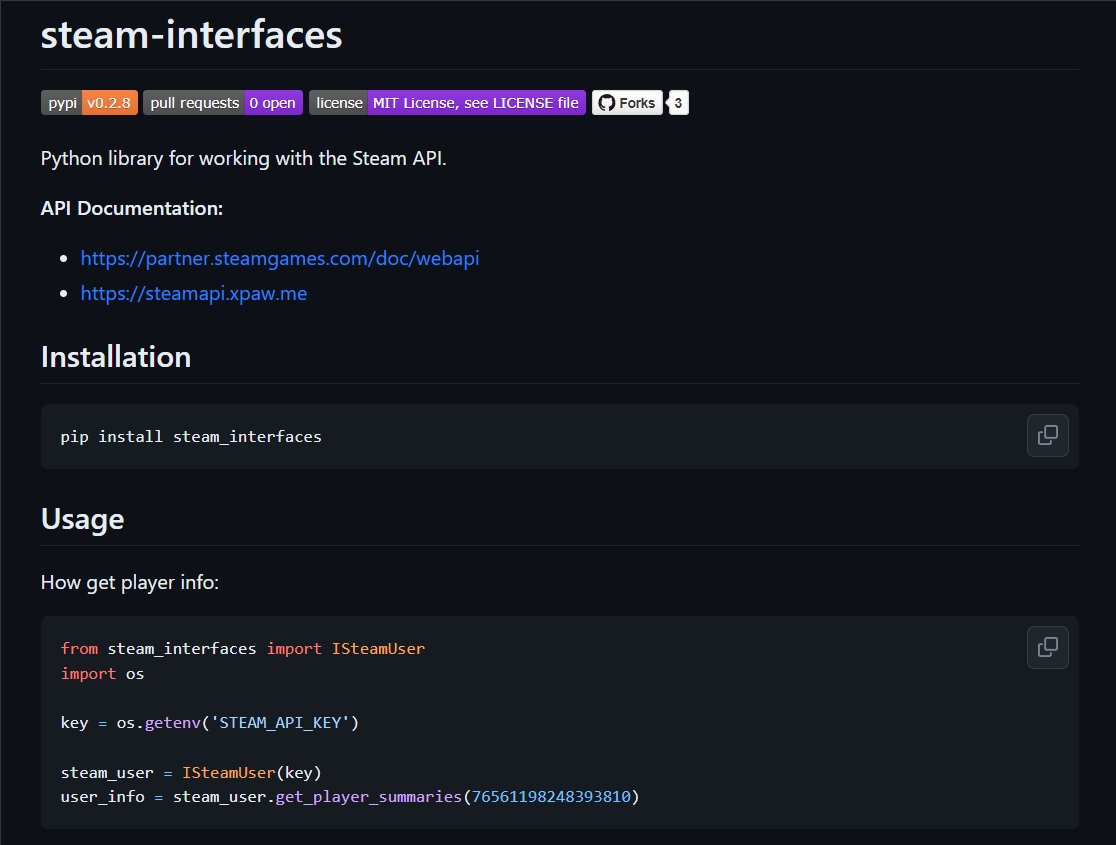 steam-interfaces
pypi v0.2.8 pull requests 0 open license MIT License, see LICENSE file Forks 3
Python library for working with the Steam API.
API Documentation:
• https://partner.steamgames.com/doc/webapi
• https://steamapi.xpaw.me
Installation
pip install steam_interfaces
Usage
How get player info:
from steam_interfaces import ISteamUser
import os
key = os.getenv('STEAM_API_KEY')
steam_user = ISteamUser(key)
user_info = steam_user.get_player_summaries(76561198248393810)